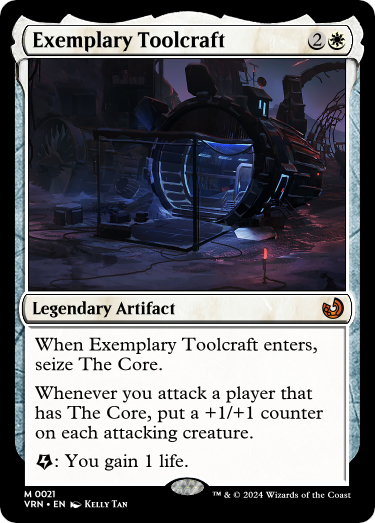 Exemplary Toolcraft 2
Legendary Artifact
When Exemplary Toolcraft enters,
seize The Core.
Whenever you attack a player that
has The Core, put a +1/+1 counter
on each attacking creature.
: You gain 1 life.
M 0021
VRN • EN Kelly Tan
™ & © 2024 Wizards of the Coast